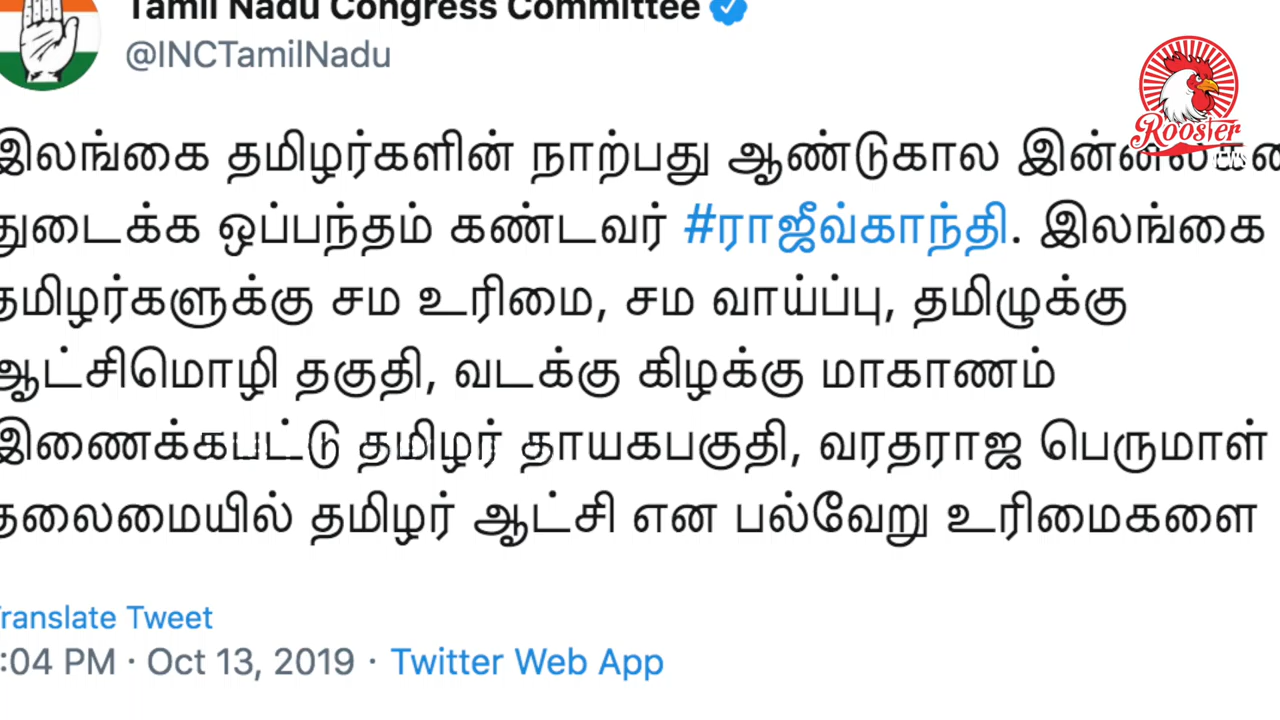 Tamil Nadu Congress Committee
@INCTamilNadu
Rooster
NEWS
இலங்கை தமிழர்களின் நாற்பது ஆண்டுகால
துடைக்க ஒப்பந்தம் கண்டவர் #ராஜீவ்காந்தி. இலங்கை
தமிழர்களுக்கு சம உரிமை, சம வாய்ப்பு, தமிழுக்கு
ஆட்சிமொழி தகுதி, வடக்கு கிழக்கு மாகாணம்
இணைக்கபட்டு தமிழர் தாயகபகுதி, வரதராஜ பெருமாள்
தலைமையில் தமிழர் ஆட்சி என பல்வேறு உரிமைகளை
Translate Tweet
:04 PM · Oct 13, 2019 · Twitter Web App